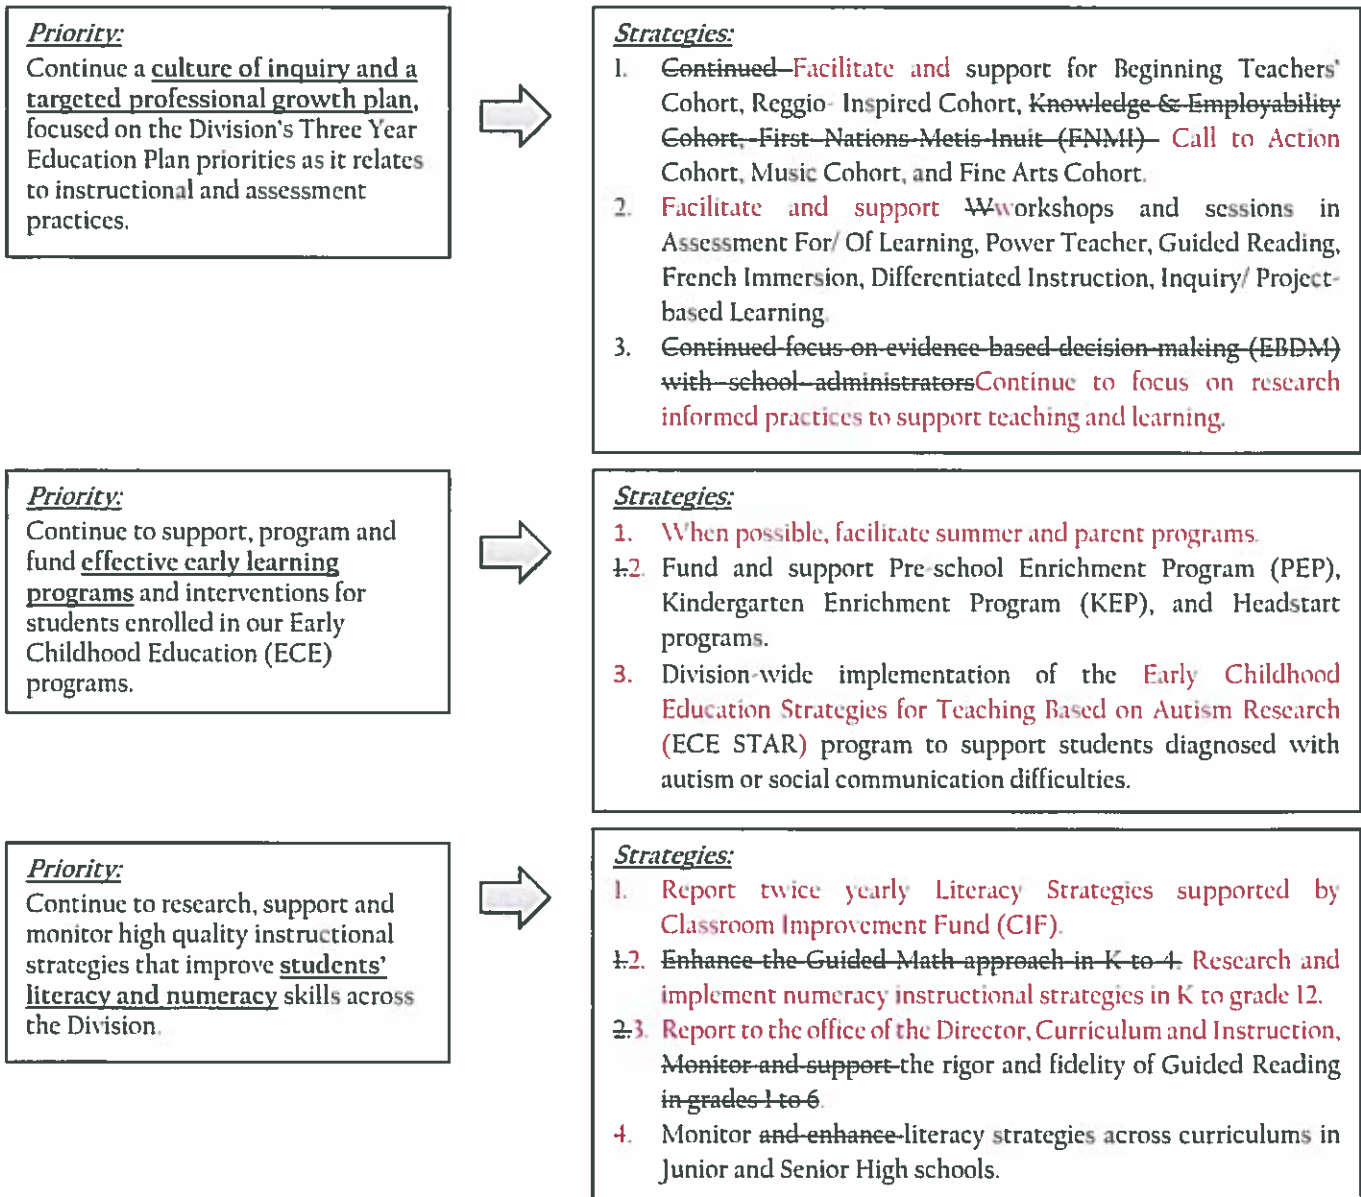 Priority:
Continue a culture of inquiry and a
targeted professional growth plan,
focused on the Division's Three Year
Education Plan priorities as it relates
to instructional and assessment
practices.
Strategies:
1. Continued Facilitate and support for Beginning Teachers'
Cohort, Reggio- Inspired Cohort, Knowledge & Employability
Cohort, First Nations Metis Inuit (FNMI) Call to Action
Cohort, Music Cohort, and Fine Arts Cohort.
2. Facilitate and support Wworkshops and sessions in
Assessment For/ Of Learning, Power Teacher, Guided Reading,
French Immersion, Differentiated Instruction, Inquiry/ Project-
based Learning.
3. Continued focus on evidence based decision making (EBDM)
with school administratorsContinue to focus on research
informed practices to support teaching and learning.
Priority:
Continue to support, program and
fund effective early learning
programs and interventions for
students enrolled in our Early
Childhood Education (ECE)
programs.
Strategies:
1. When possible, facilitate summer and parent programs.
1.2. Fund and support Pre-school Enrichment Program (PEP),
Kindergarten Enrichment Program (KEP), and Headstart
programs.
3. Division-wide implementation of the Early Childhood
Education Strategies for Teaching Based on Autism Research
(ECE STAR) program to support students diagnosed with
autism or social communication difficulties.
Priority:
Continue to research, support and
monitor high quality instructional
strategies that improve students'
literacy and numeracy skills across
the Division.
Strategies:
1. Report twice yearly Literacy Strategies supported by
Classroom Improvement Fund (CIF).
1.2. Enhance the Guided Math approach in K to 4. Research and
implement numeracy instructional strategies in K to grade 12.
2.3. Report to the office of the Director, Curriculum and Instruction,
Monitor and support the rigor and fidelity of Guided Reading
in grades 1 to 6.
4. Monitor and enhance literacy strategies across curriculums in
Junior and Senior High schools.